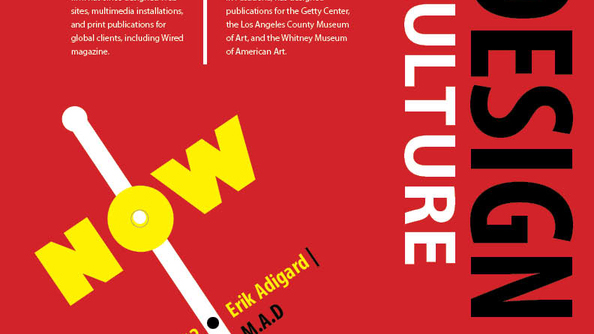 sites, multimedia installations,
and print publications for
global clients, including Wired
magazine.
publications for the Getty Center,
the Los Angeles County Museum
of Art, and the Whitney Museum
of American Art.
NOW
Erik Adigard |
M.A.D
ULTURE
DESIGN